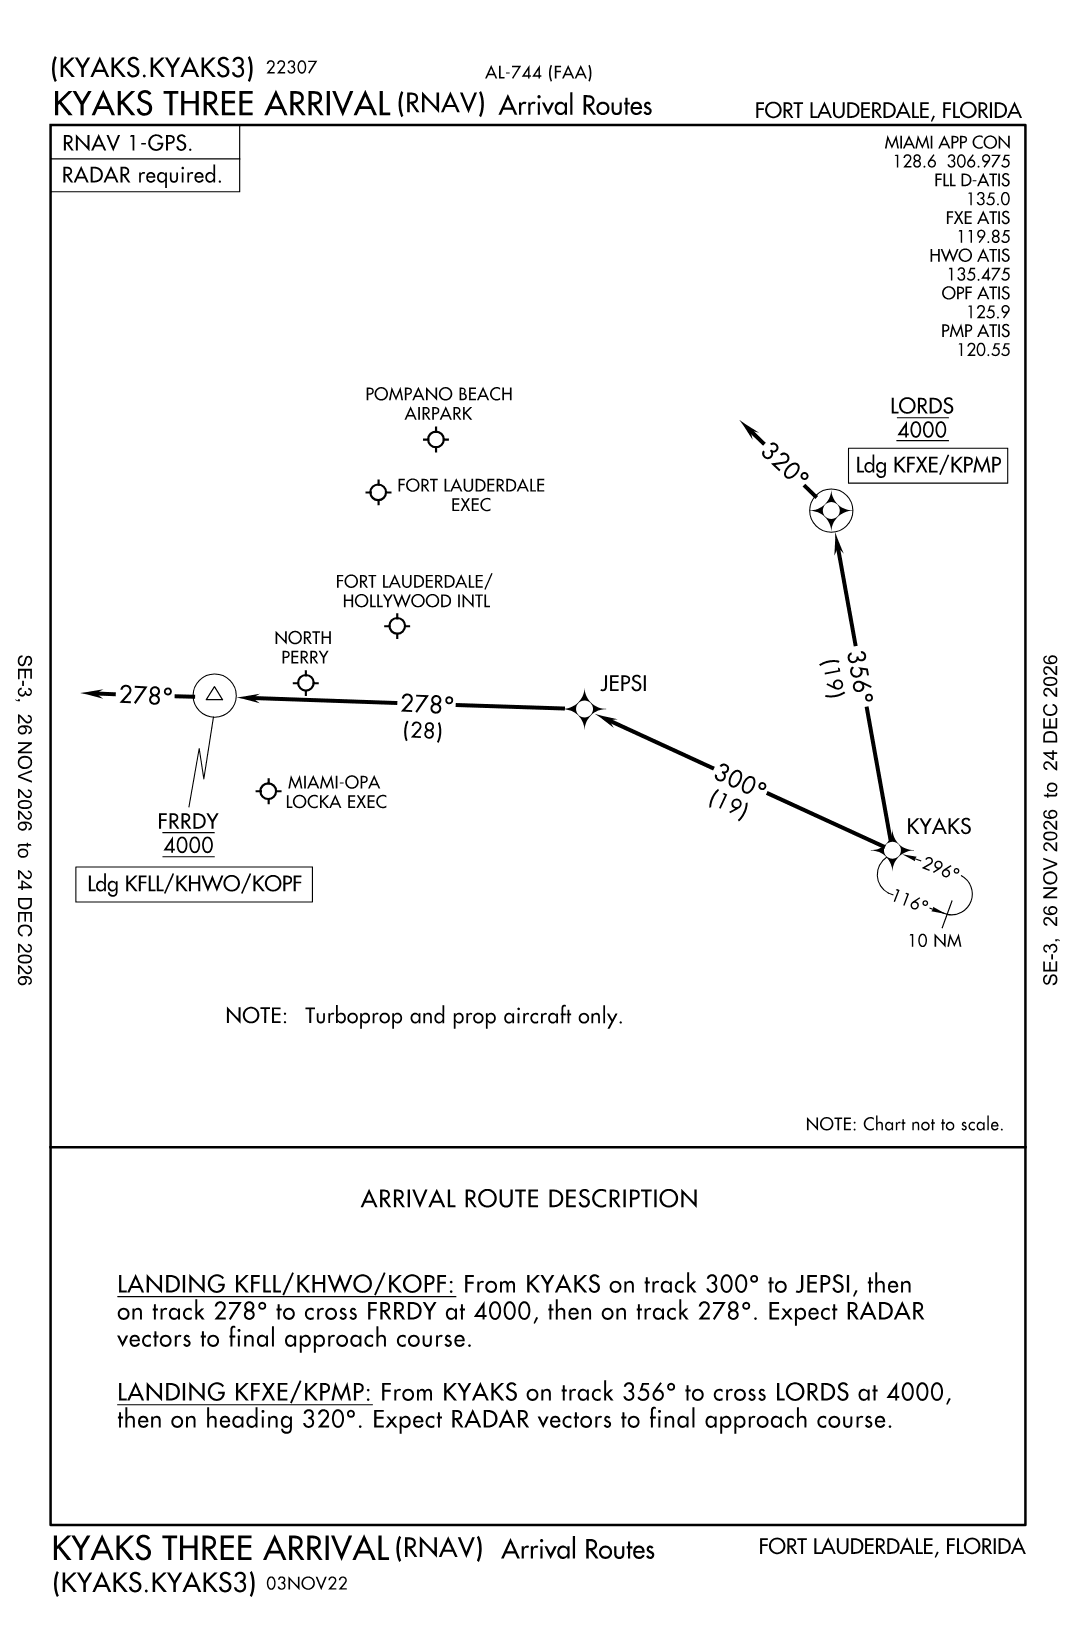 (KYAKS.KYAKS3) 22307
AL-744 (FAA)
KYAKS THREE ARRIVAL (RNAV) Arrival Routes
FORT LAUDERDALE, FLORIDA
RNAV 1-GPS.
RADAR required.
MIAMI APP CON
128.6 306.975
FLL D-ATIS
135.0
FXE ATIS
119.85
HWO ATIS
135.475
OPF ATIS
125.9
PMP ATIS
120.55
POMPANO BEACH
AIRPARK
LORDS
4000
Ldg KFXE/KPMP
320°
FORT LAUDERDALE
EXEC
FORT LAUDERDALE/
HOLLYWOOD INTL
NORTH
PERRY
JEPSI
356°
(19)
278°
278°
(28)
300°
(19)
MIAMI-OPA
LOCKA EXEC
FRRDY
4000
Ldg KFLL/KHWO/KOPF
KYAKS
296°
116°
10 NM
SE-3, 26 NOV 2026 to 24 DEC 2026
SE-3, 26 NOV 2026 to 24 DEC 2026
NOTE: Turboprop and prop aircraft only.
NOTE: Chart not to scale.
ARRIVAL ROUTE DESCRIPTION
LANDING KFLL/KHWO/KOPF: From KYAKS on track 300° to JEPSI, then
on track 278° to cross FRRDY at 4000, then on track 278°. Expect RADAR
vectors to final approach course.
LANDING KFXE/KPMP: From KYAKS on track 356° to cross LORDS at 4000,
then on heading 320°. Expect RADAR vectors to final approach course.
KYAKS THREE ARRIVAL (RNAV) Arrival Routes
FORT LAUDERDALE, FLORIDA
(KYAKS.KYAKS3) 03NOV22